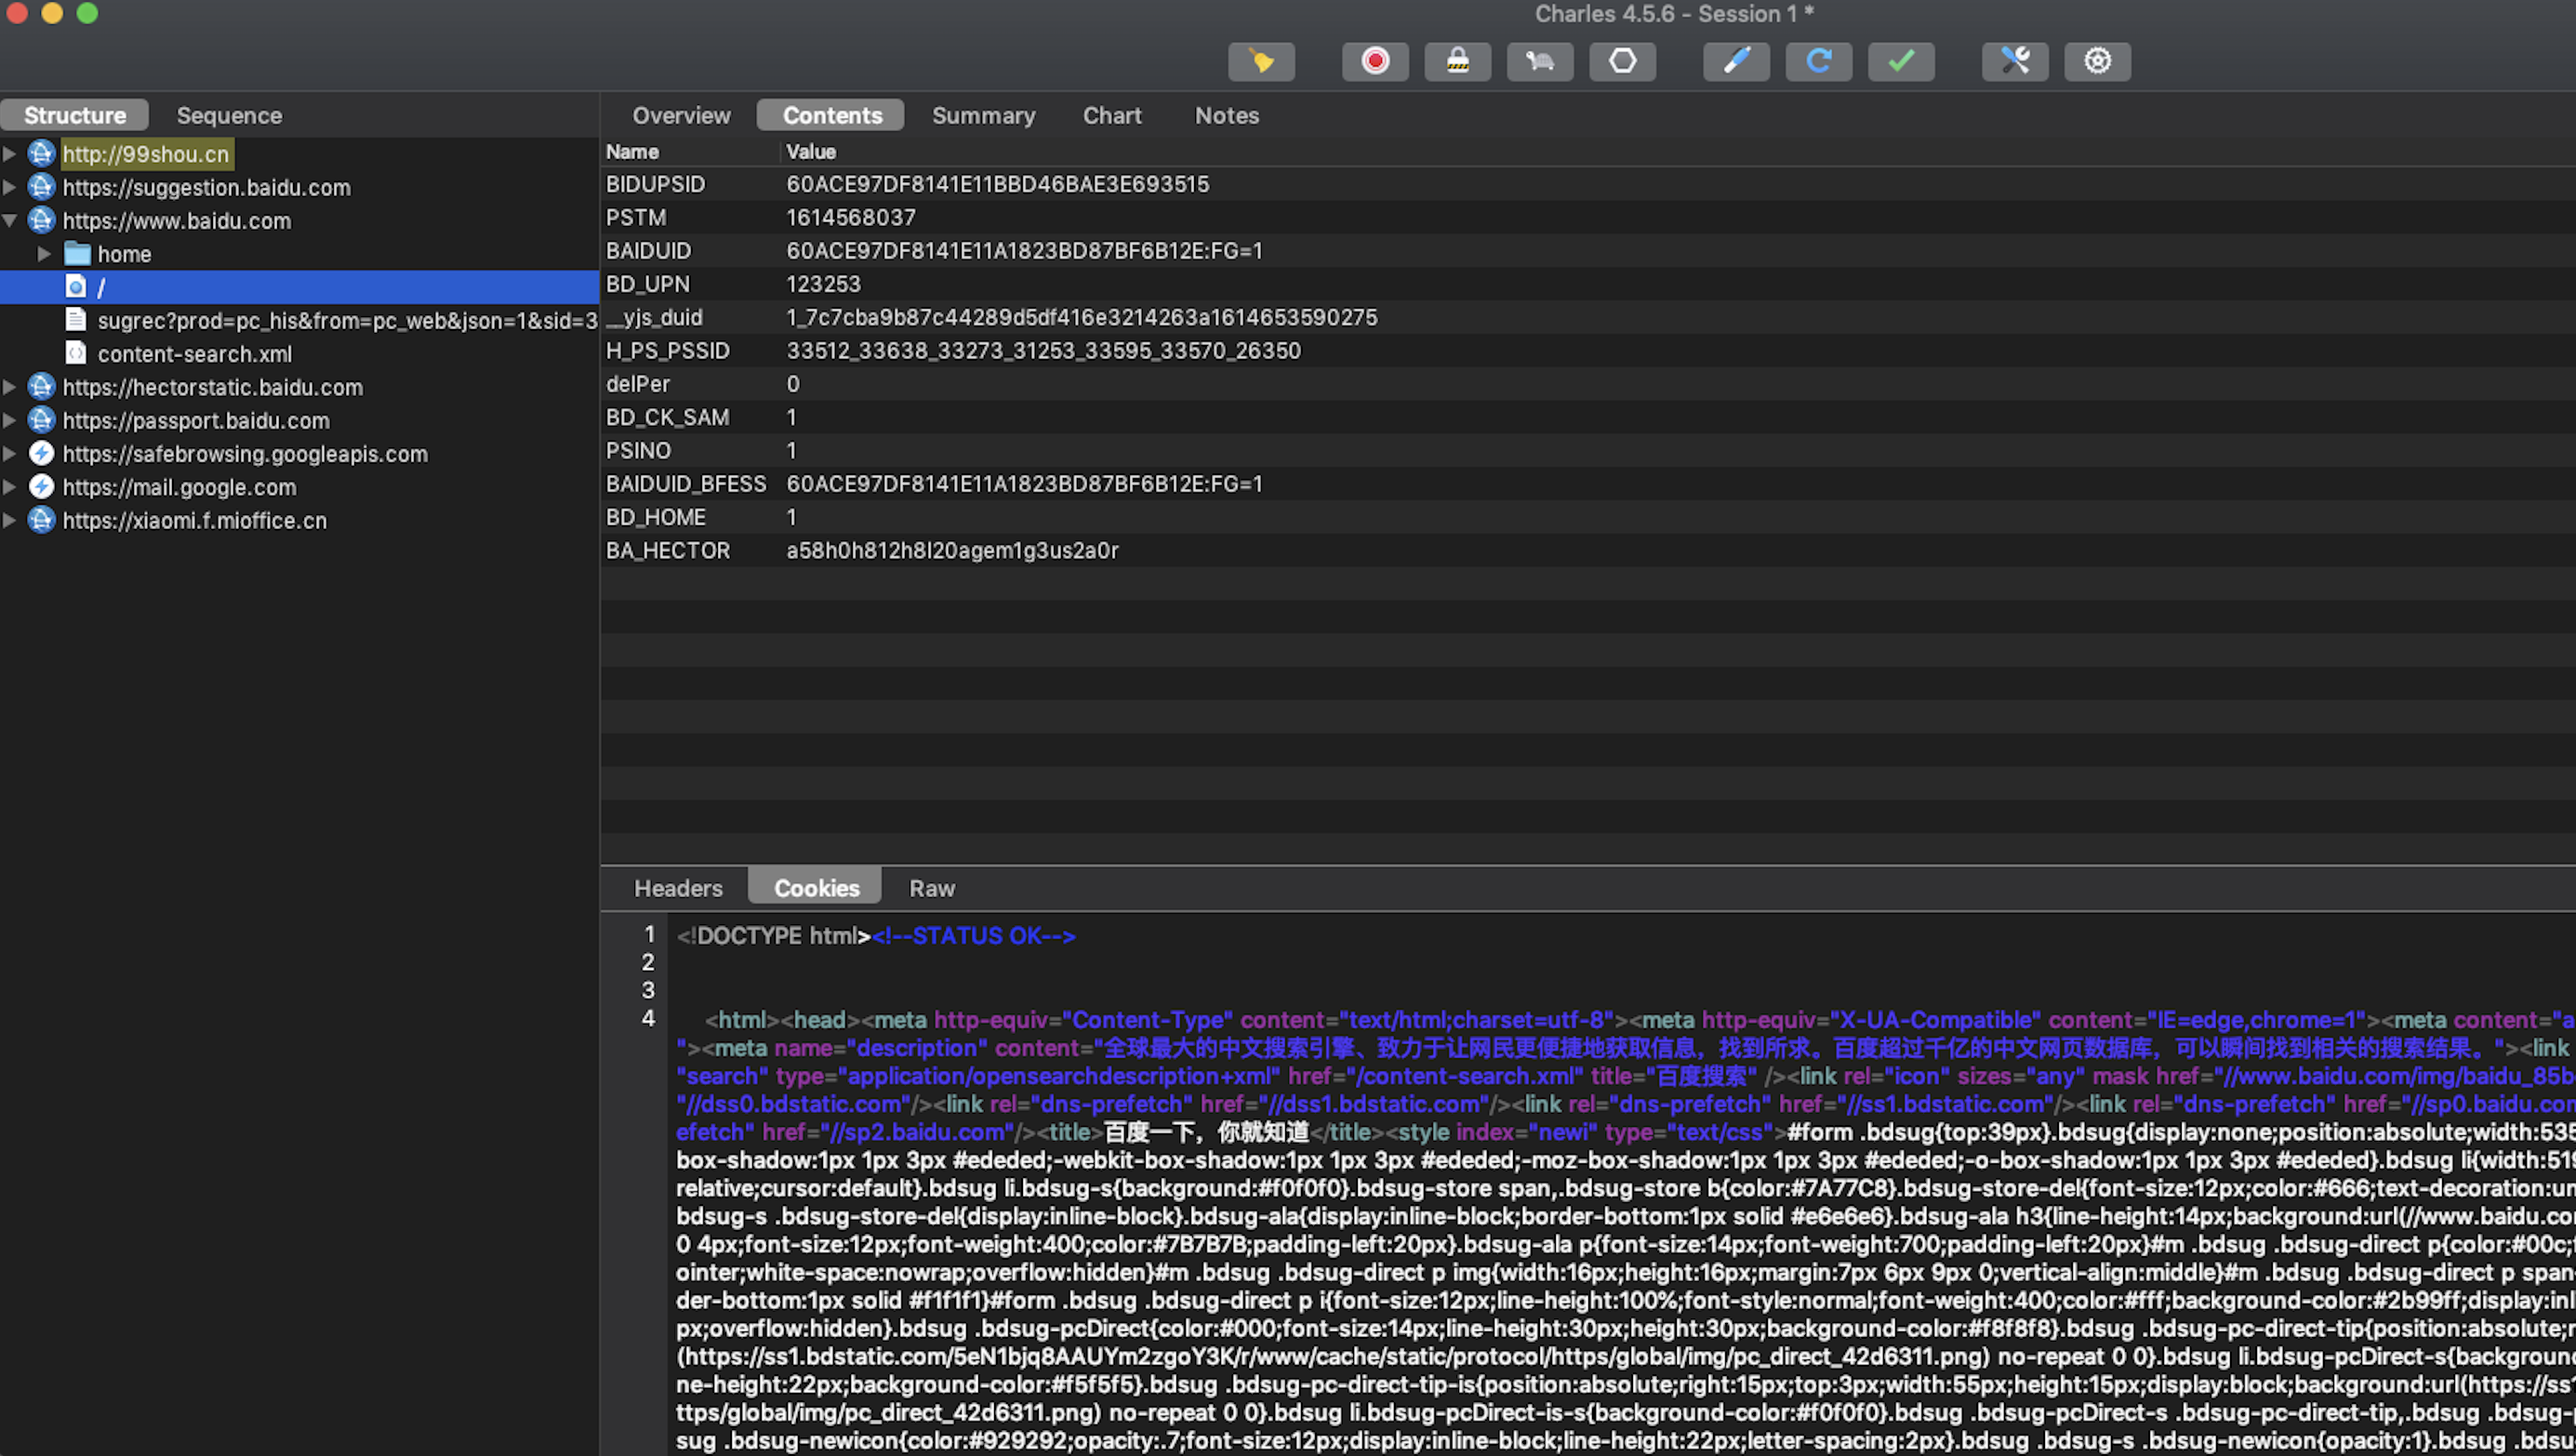 Charles 4.5.6 - Session 1 *
Structure Sequence
http://99shou.cn
https://suggestion.baidu.com
https://www.baidu.com
home
/
sugrec?prod=pc_his&from=pc_web&json=1&sid=3
content-search.xml
https://hectorstatic.baidu.com
https://passport.baidu.com
https://safebrowsing.googleapis.com
https://mail.google.com
https://xiaomi.f.mioffice.cn
Overview Contents Summary Chart Notes
Name Value
BIDUPSID 60ACE97DF8141E11BBD46BAE3E693515
PSTM 1614568037
BAIDUID 60ACE97DF8141E11A1823BD87BF6B12E:FG=1
BD_UPN 123253
__yjs_duid 1_7c7cba9b87c44289d5df416e3214263a1614653590275
H_PS_PSSID 33512_33638_33273_31253_33595_33570_26350
delPer 0
BD_CK_SAM 1
PSINO 1
BAIDUID_BFESS 60ACE97DF8141E11A1823BD87BF6B12E:FG=1
BD_HOME 1
BA_HECTOR a58h0h812h8l20agem1g3us2a0r
Headers Cookies Raw
1 <!DOCTYPE html><!--STATUS OK-->
2
3
4 <html><head><meta http-equiv="Content-Type" content="text/html;charset=utf-8"><meta http-equiv="X-UA-Compatible" content="IE=edge,chrome=1"><meta content="a
"><meta name="description" content="全球最大的中文搜索引擎、致力于让网民更便捷地获取信息，找到所求。百度超过千亿的中文网页数据库，可以瞬间找到相关的搜索结果。"><link
"search" type="application/opensearchdescription+xml" href="/content-search.xml" title="百度搜索" /><link rel="icon" sizes="any" mask href="//www.baidu.com/img/baidu_85b
"//dss0.bdstatic.com"/><link rel="dns-prefetch" href="//dss1.bdstatic.com"/><link rel="dns-prefetch" href="//ss1.bdstatic.com"/><link rel="dns-prefetch" href="//sp0.baidu.co
efetch" href="//sp2.baidu.com"/><title>百度一下，你就知道</title><style index="newi" type="text/css">#form .bdsug{top:39px}.bdsug{display:none;position:absolute;width:535
box-shadow:1px 1px 3px #ededed;-webkit-box-shadow:1px 1px 3px #ededed;-moz-box-shadow:1px 1px 3px #ededed;-o-box-shadow:1px 1px 3px #ededed}.bdsug li{width:519
relative;cursor:default}.bdsug li.bdsug-s{background:#f0f0f0}.bdsug-store span,.bdsug-store b{color:#7A77C8}.bdsug-store-del{font-size:12px;color:#666;text-decoration:un
bdsug-s .bdsug-store-del{display:inline-block}.bdsug-ala{display:inline-block;border-bottom:1px solid #e6e6e6}.bdsug-ala h3{line-height:14px;background:url(//www.baidu.co
0 4px;font-size:12px;font-weight:400;color:#7B7B7B;padding-left:20px}.bdsug-ala p{font-size:14px;font-weight:700;padding-left:20px}#m .bdsug .bdsug-direct p{color:#00c;f
ointer;white-space:nowrap;overflow:hidden}#m .bdsug .bdsug-direct p img{width:16px;height:16px;margin:7px 6px 9px 0;vertical-align:middle}#m .bdsug .bdsug-direct p span
der-bottom:1px solid #f1f1f1}#form .bdsug .bdsug-direct p i{font-size:12px;line-height:100%;font-style:normal;font-weight:400;color:#fff;background-color:#2b99ff;display:inl
px;overflow:hidden}.bdsug .bdsug-pcDirect{color:#000;font-size:14px;line-height:30px;height:30px;background-color:#f8f8f8}.bdsug .bdsug-pc-direct-tip{position:absolute;r
(https://ss1.bdstatic.com/5eN1bjq8AAUYm2zgoY3K/r/www/cache/static/protocol/https/global/img/pc_direct_42d6311.png) no-repeat 0 0}.bdsug li.bdsug-pcDirect-s{background
ne-height:22px;background-color:#f5f5f5}.bdsug .bdsug-pc-direct-tip-is{position:absolute;right:15px;top:3px;width:55px;height:15px;display:block;background:url(https://ss1
ttps/global/img/pc_direct_42d6311.png) no-repeat 0 0}.bdsug li.bdsug-pcDirect-is-s{background-color:#f0f0f0}.bdsug .bdsug-pcDirect-s .bdsug-pc-direct-tip,.bdsug .bdsug-
sug .bdsug-newicon{color:#929292;opacity:.7;font-size:12px;display:inline-block;line-height:22px;letter-spacing:2px}.bdsug .bdsug-s .bdsug-newicon{opacity:1}.bdsug .bdsu